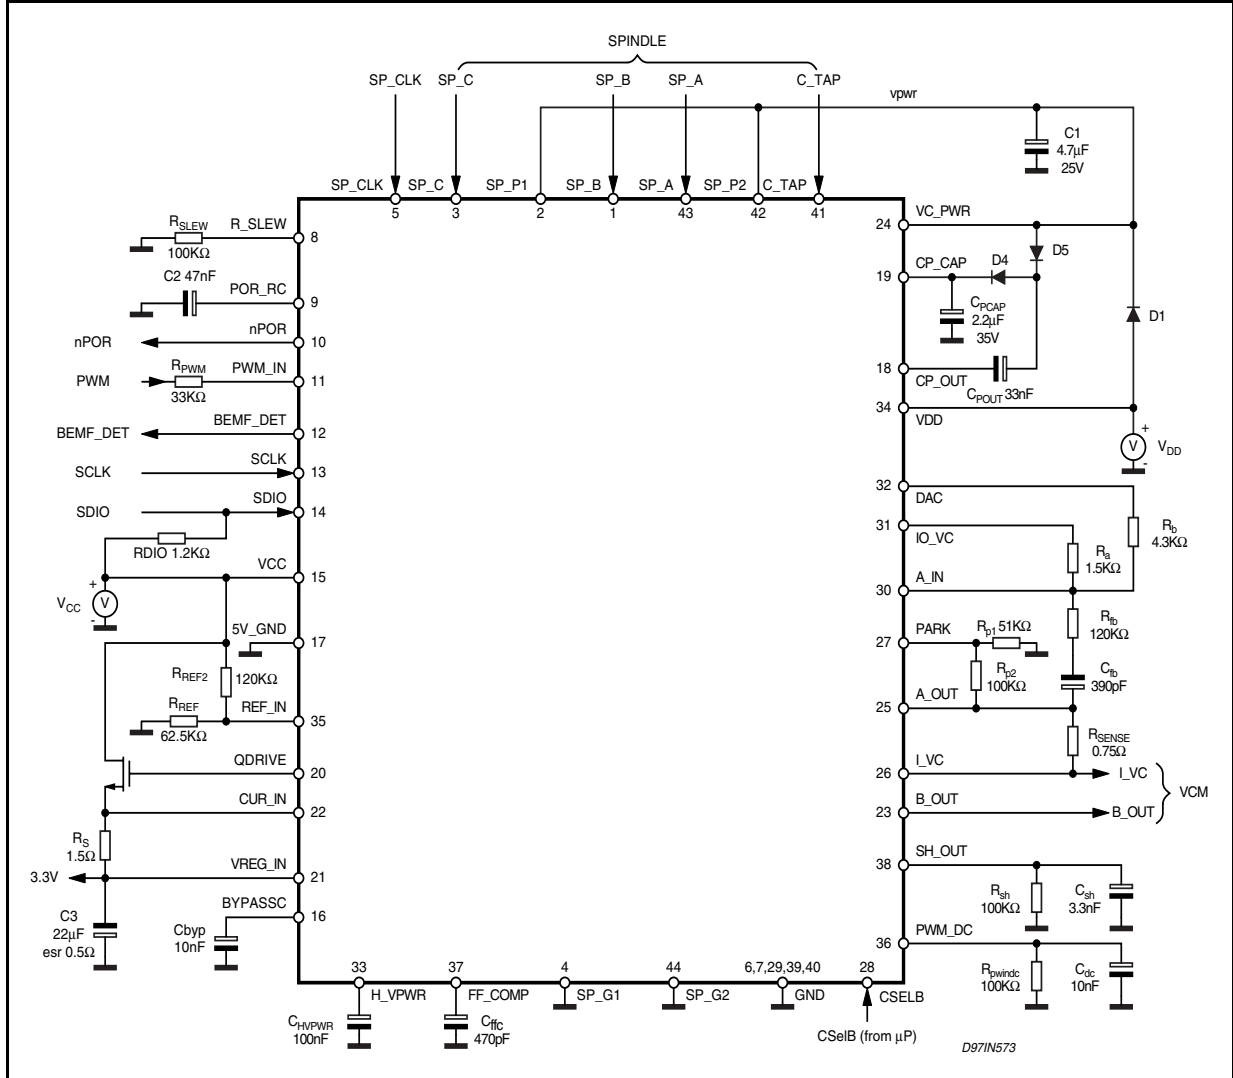 SPINDLE
SP_CLK SP_C SP_B SP_A C_TAP
vpwr
C1
4.7μF
25V
SP_CLK SP_C SP_P1 SP_B SP_A SP_P2 C_TAP
5 3 2 1 43 42 41
RSLEW
100KΩ
R_SLEW
8
C2 47nF
POR_RC
9
nPOR
nPOR
10
PWM
RPWM
33KΩ
PWM_IN
11
BEMF_DET
BEMF_DET
12
SCLK
SCLK
13
SDIO
SDIO
14
RDIO 1.2KΩ
VCC
15
+
VCC
V
-
5V_GND
17
RREF2
120KΩ
RREF
62.5KΩ
REF_IN
35
QDRIVE
20
CUR_IN
22
RS
1.5Ω
3.3V
VREG_IN
21
C3
22μF
esr 0.5Ω
BYPASSC
16
Cbyp
10nF
24
VC_PWR
D5
19
CP_CAP
D4
CPCAP
2.2μF
35V
D1
18
CP_OUT
CPOUT 33nF
34
VDD
+
V
VDD
-
32
DAC
31
IO_VC
Ra
1.5KΩ
Rb
4.3KΩ
30
A_IN
Rfb
120KΩ
27
PARK
Rp1 51KΩ
Rp2
100KΩ
Cfb
390pF
25
A_OUT
RSENSE
0.75Ω
26
I_VC
I_VC
VCM
23
B_OUT
B_OUT
38
SH_OUT
Rsh
100KΩ
Csh
3.3nF
36
PWM_DC
Rpwindc
100KΩ
Cdc
10nF
33 37 4 44 6,7,29,39,40 28
H_VPWR FF_COMP SP_G1 SP_G2 GND CSELB
CHVPWR
100nF
Cffc
470pF
CSelB (from μP)
D97IN573